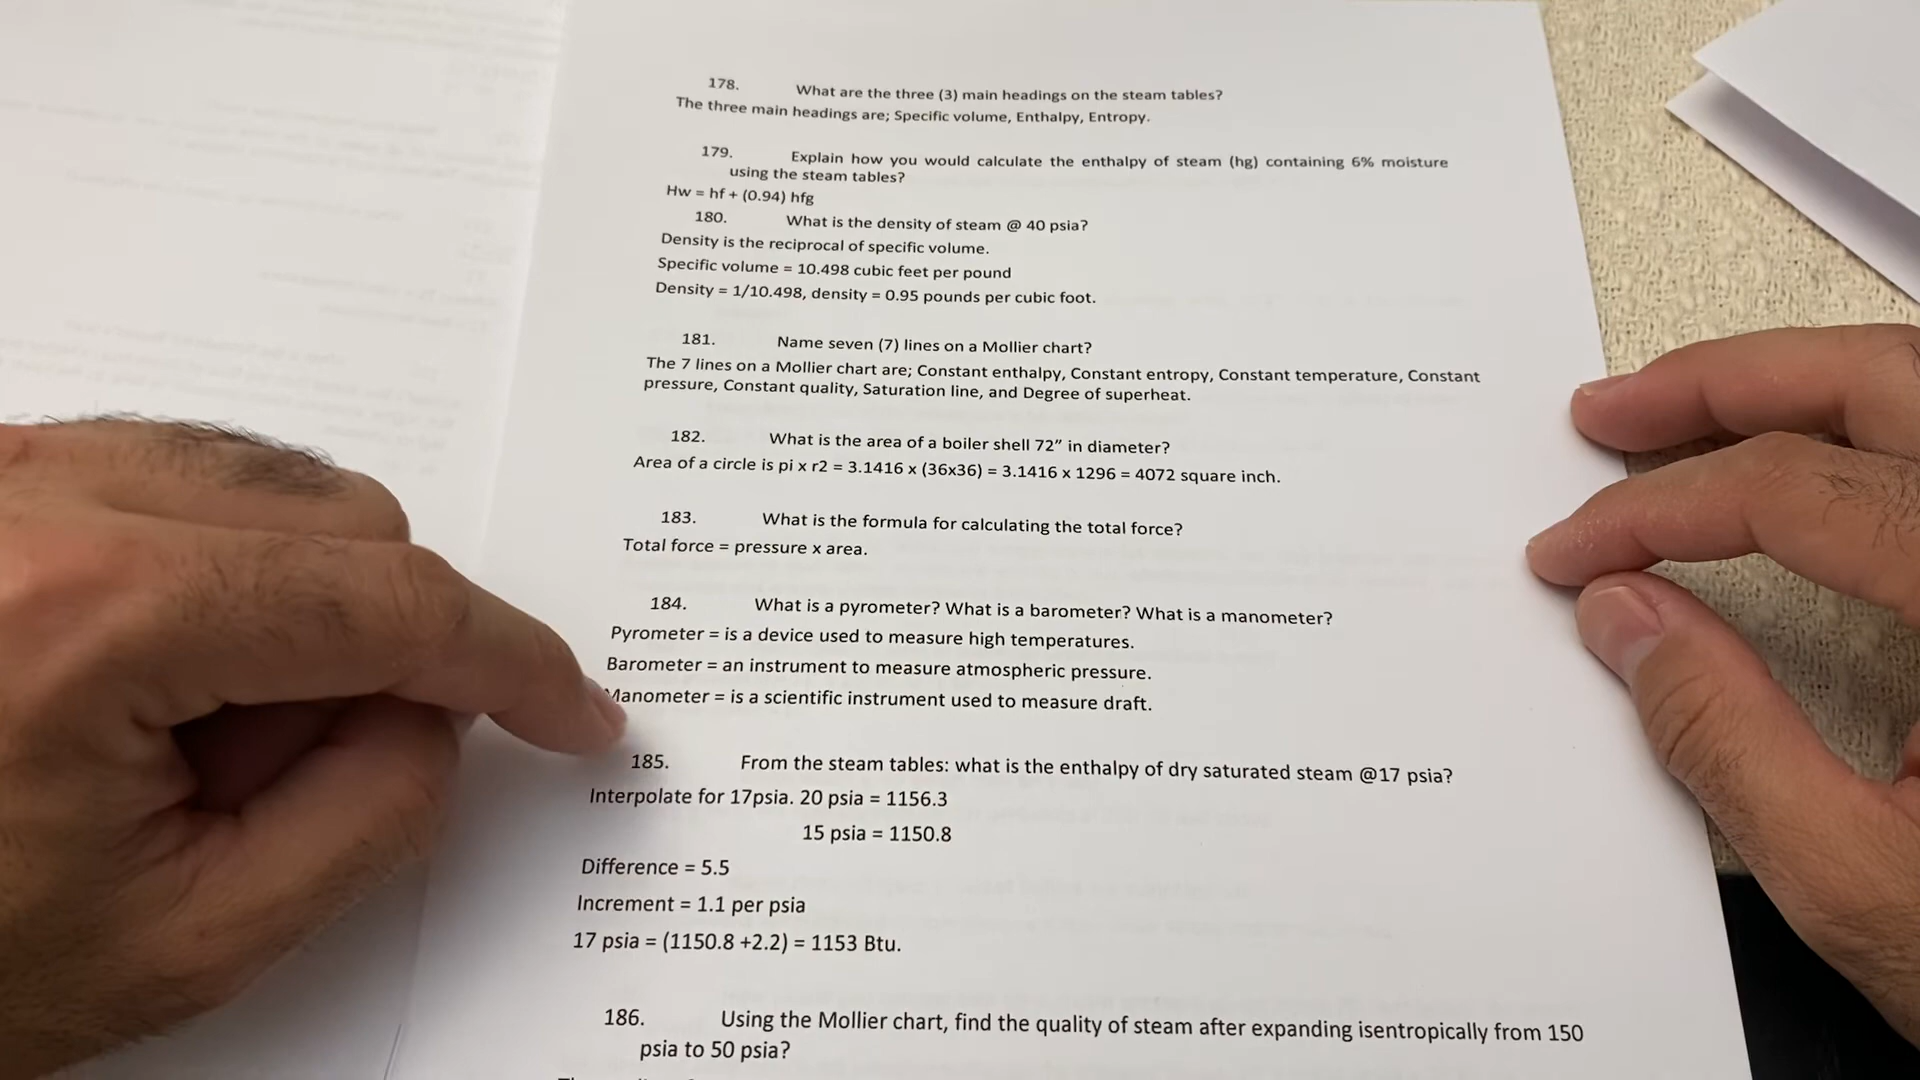 178. What are the three (3) main headings on the steam tables?
The three main headings are; Specific volume, Enthalpy, Entropy.
179. Explain how you would calculate the enthalpy of steam (hg) containing 6% moisture
using the steam tables?
Hw = hf + (0.94) hfg
180. What is the density of steam @ 40 psia?
Density is the reciprocal of specific volume.
Specific volume = 10.498 cubic feet per pound
Density = 1/10.498, density = 0.95 pounds per cubic foot.
181. Name seven (7) lines on a Mollier chart?
The 7 lines on a Mollier chart are; Constant enthalpy, Constant entropy, Constant temperature, Constant
pressure, Constant quality, Saturation line, and Degree of superheat.
182. What is the area of a boiler shell 72” in diameter?
Area of a circle is pi x r2 = 3.1416 x (36x36) = 3.1416 x 1296 = 4072 square inch.
183. What is the formula for calculating the total force?
Total force = pressure x area.
184. What is a pyrometer? What is a barometer? What is a manometer?
Pyrometer = is a device used to measure high temperatures.
Barometer = an instrument to measure atmospheric pressure.
Manometer = is a scientific instrument used to measure draft.
185. From the steam tables: what is the enthalpy of dry saturated steam @17 psia?
Interpolate for 17psia. 20 psia = 1156.3
15 psia = 1150.8
Difference = 5.5
Increment = 1.1 per psia
17 psia = (1150.8 +2.2) = 1153 Btu.
186. Using the Mollier chart, find the quality of steam after expanding isentropically from 150
psia to 50 psia?